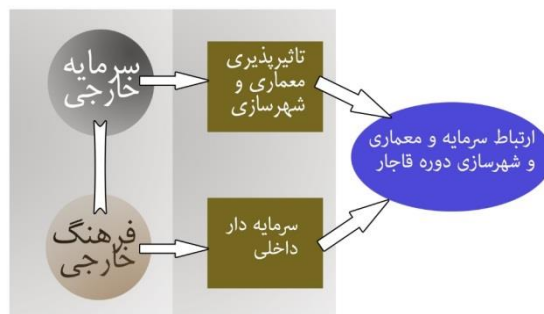 سرمایه
خارجی
تاثیرپذیری
معماری و
شهرسازی
ارتباط سرمایه و معماری
و شهرسازی دوره قاجار
فرهنگ
خارجی
سرمایه دار
داخلی